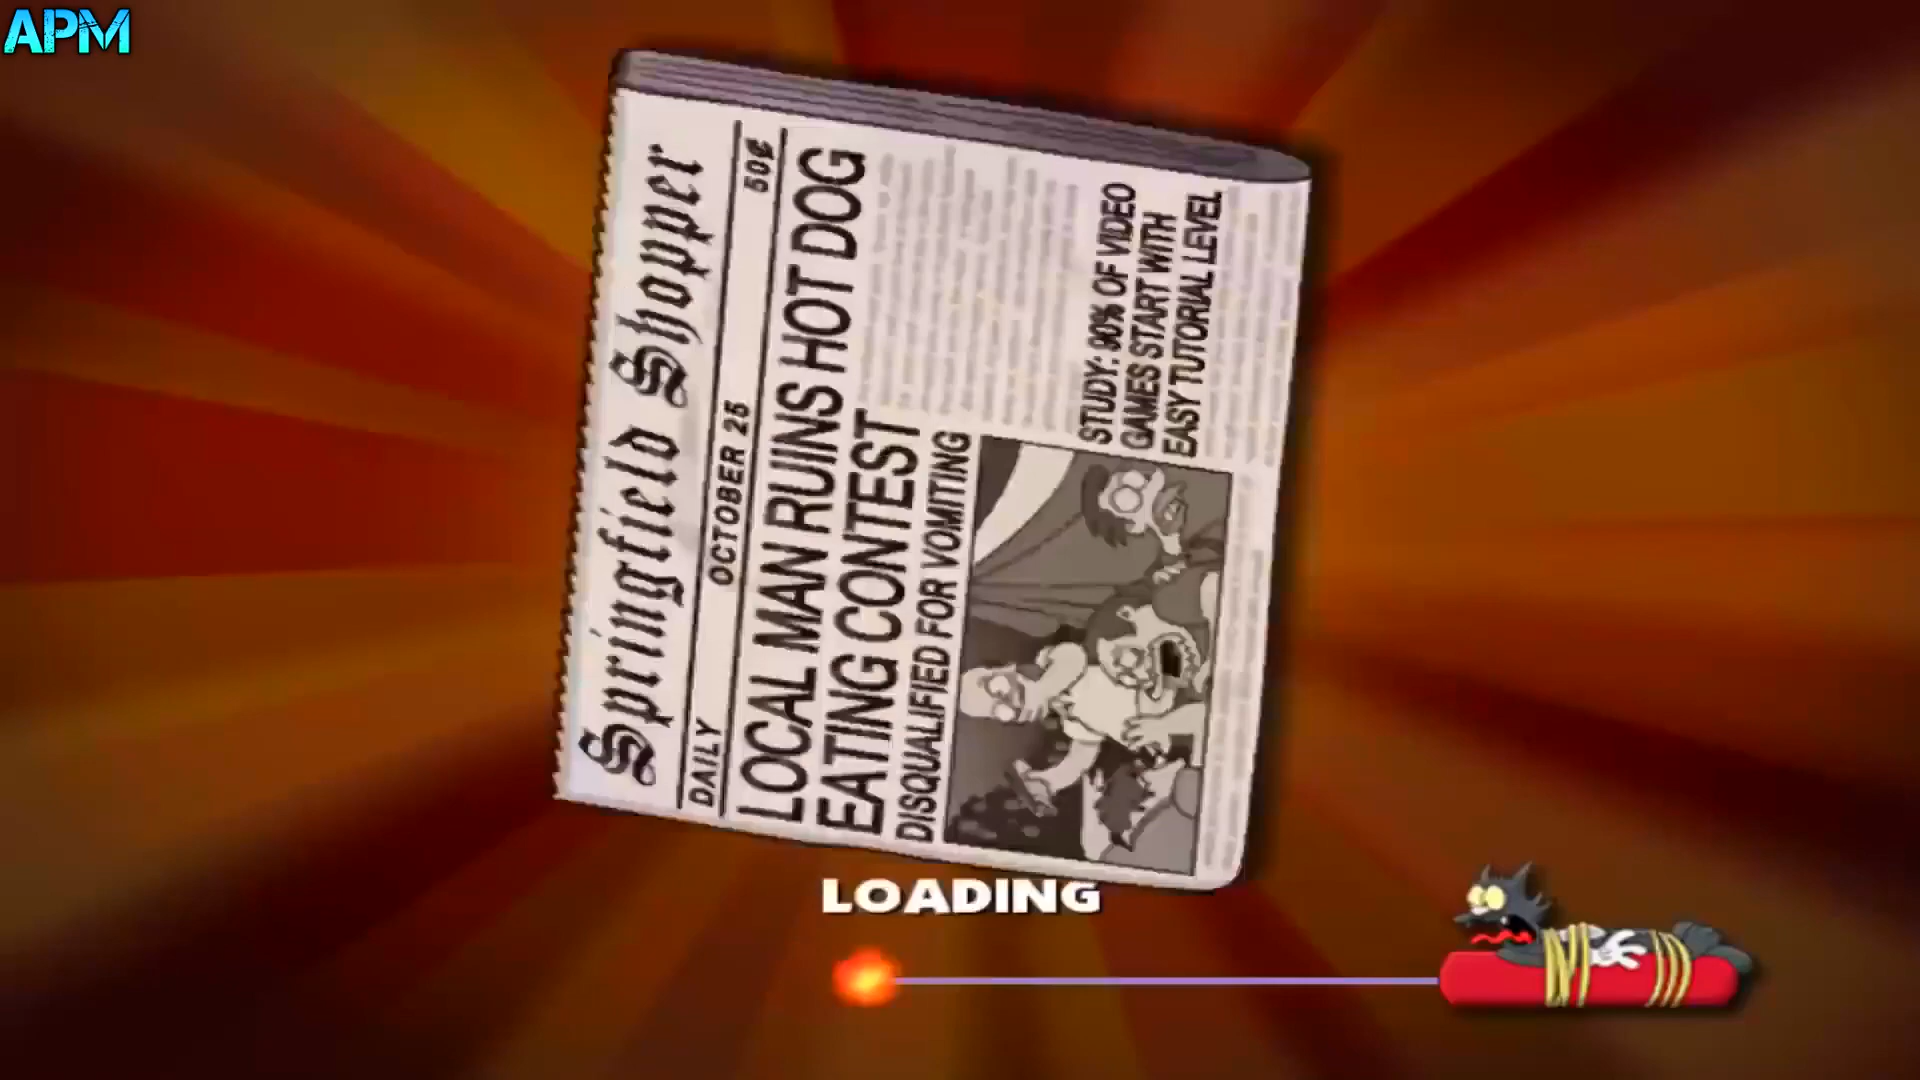 APM
Springfield Shopper
DAILY OCTOBER 25 50¢
LOCAL MAN RUINS HOT DOG
EATING CONTEST
DISQUALIFIED FOR VOMITING
STUDY: 90% OF VIDEO
GAMES START WITH
EASY TUTORIAL LEVEL
LOADING